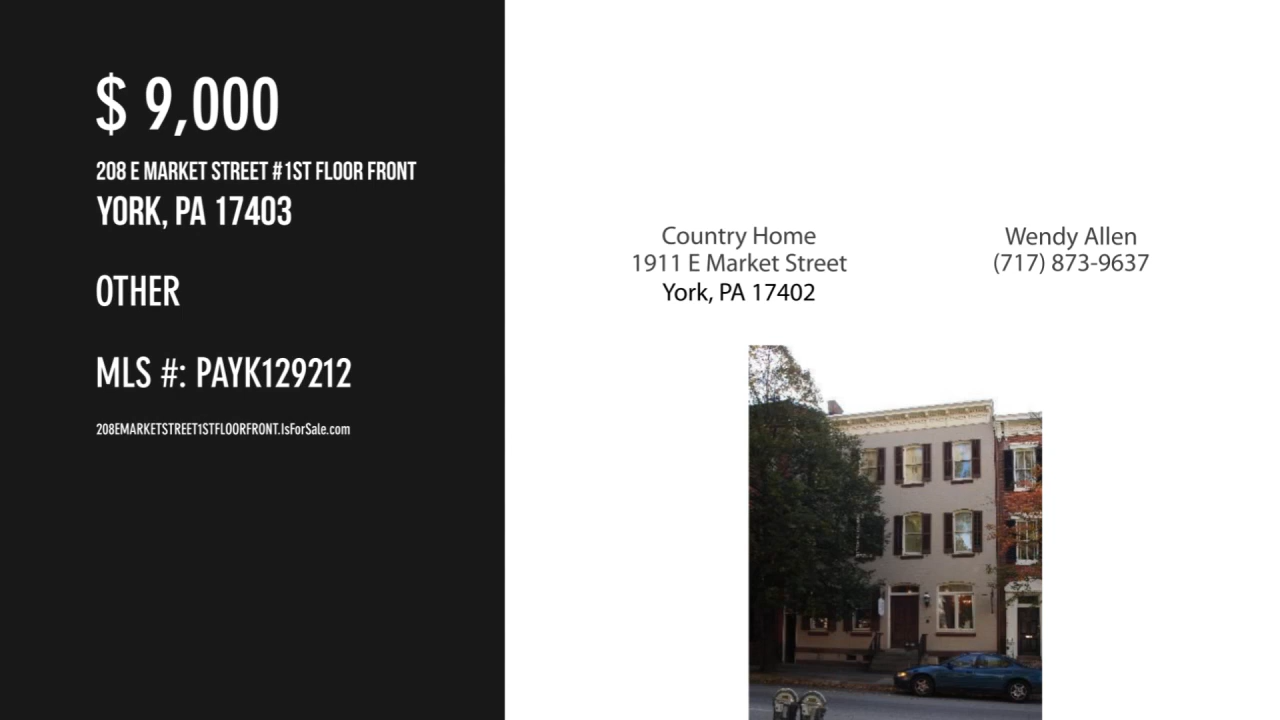 $ 9,000
208 E MARKET STREET #1ST FLOOR FRONT
YORK, PA 17403
OTHER
MLS #: PAYK129212
208EMARKETSTREET1STFLOORFRONT.IsForSale.com
Country Home
1911 E Market Street
York, PA 17402
Wendy Allen
(717) 873-9637